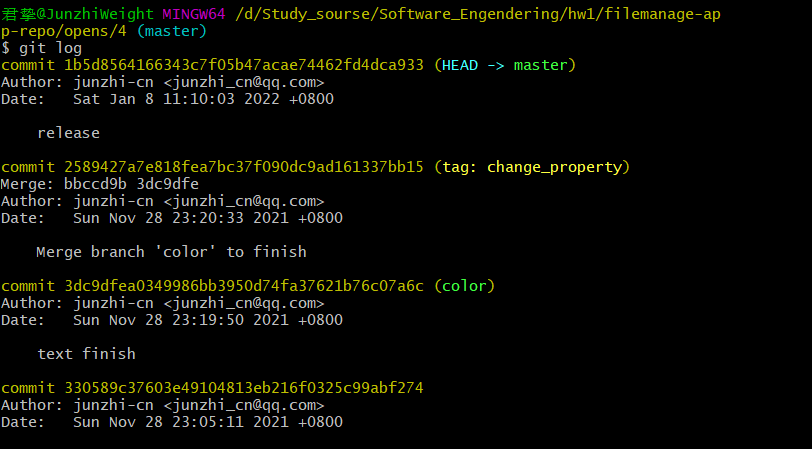 君挚@JunzhiWeight MINGW64 /d/Study_sourse/Software_Engendering/hw1/filemanage-ap
p-repo/opens/4 (master)
$ git log
commit 1b5d8564166343c7f05b47acae74462fd4dca933 (HEAD -> master)
Author: junzhi-cn <junzhi_cn@qq.com>
Date:   Sat Jan 8 11:10:03 2022 +0800
    release
commit 2589427a7e818fea7bc37f090dc9ad161337bb15 (tag: change_property)
Merge: bbccd9b 3dc9dfe
Author: junzhi-cn <junzhi_cn@qq.com>
Date:   Sun Nov 28 23:20:33 2021 +0800
    Merge branch 'color' to finish
commit 3dc9dfea0349986bb3950d74fa37621b76c07a6c (color)
Author: junzhi-cn <junzhi_cn@qq.com>
Date:   Sun Nov 28 23:19:50 2021 +0800
    text finish
commit 330589c37603e49104813eb216f0325c99abf274
Author: junzhi-cn <junzhi_cn@qq.com>
Date:   Sun Nov 28 23:05:11 2021 +0800